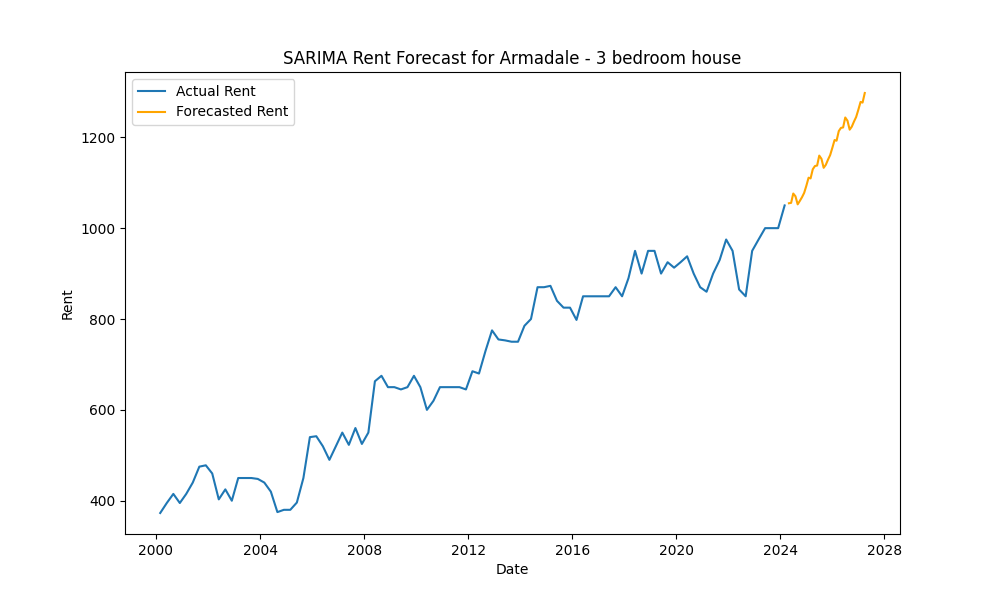 SARIMA Rent Forecast for Armadale - 3 bedroom house
Actual Rent
Forecasted Rent
1200
1000
800
600
400
Rent
2000 2004 2008 2012 2016 2020 2024 2028
Date